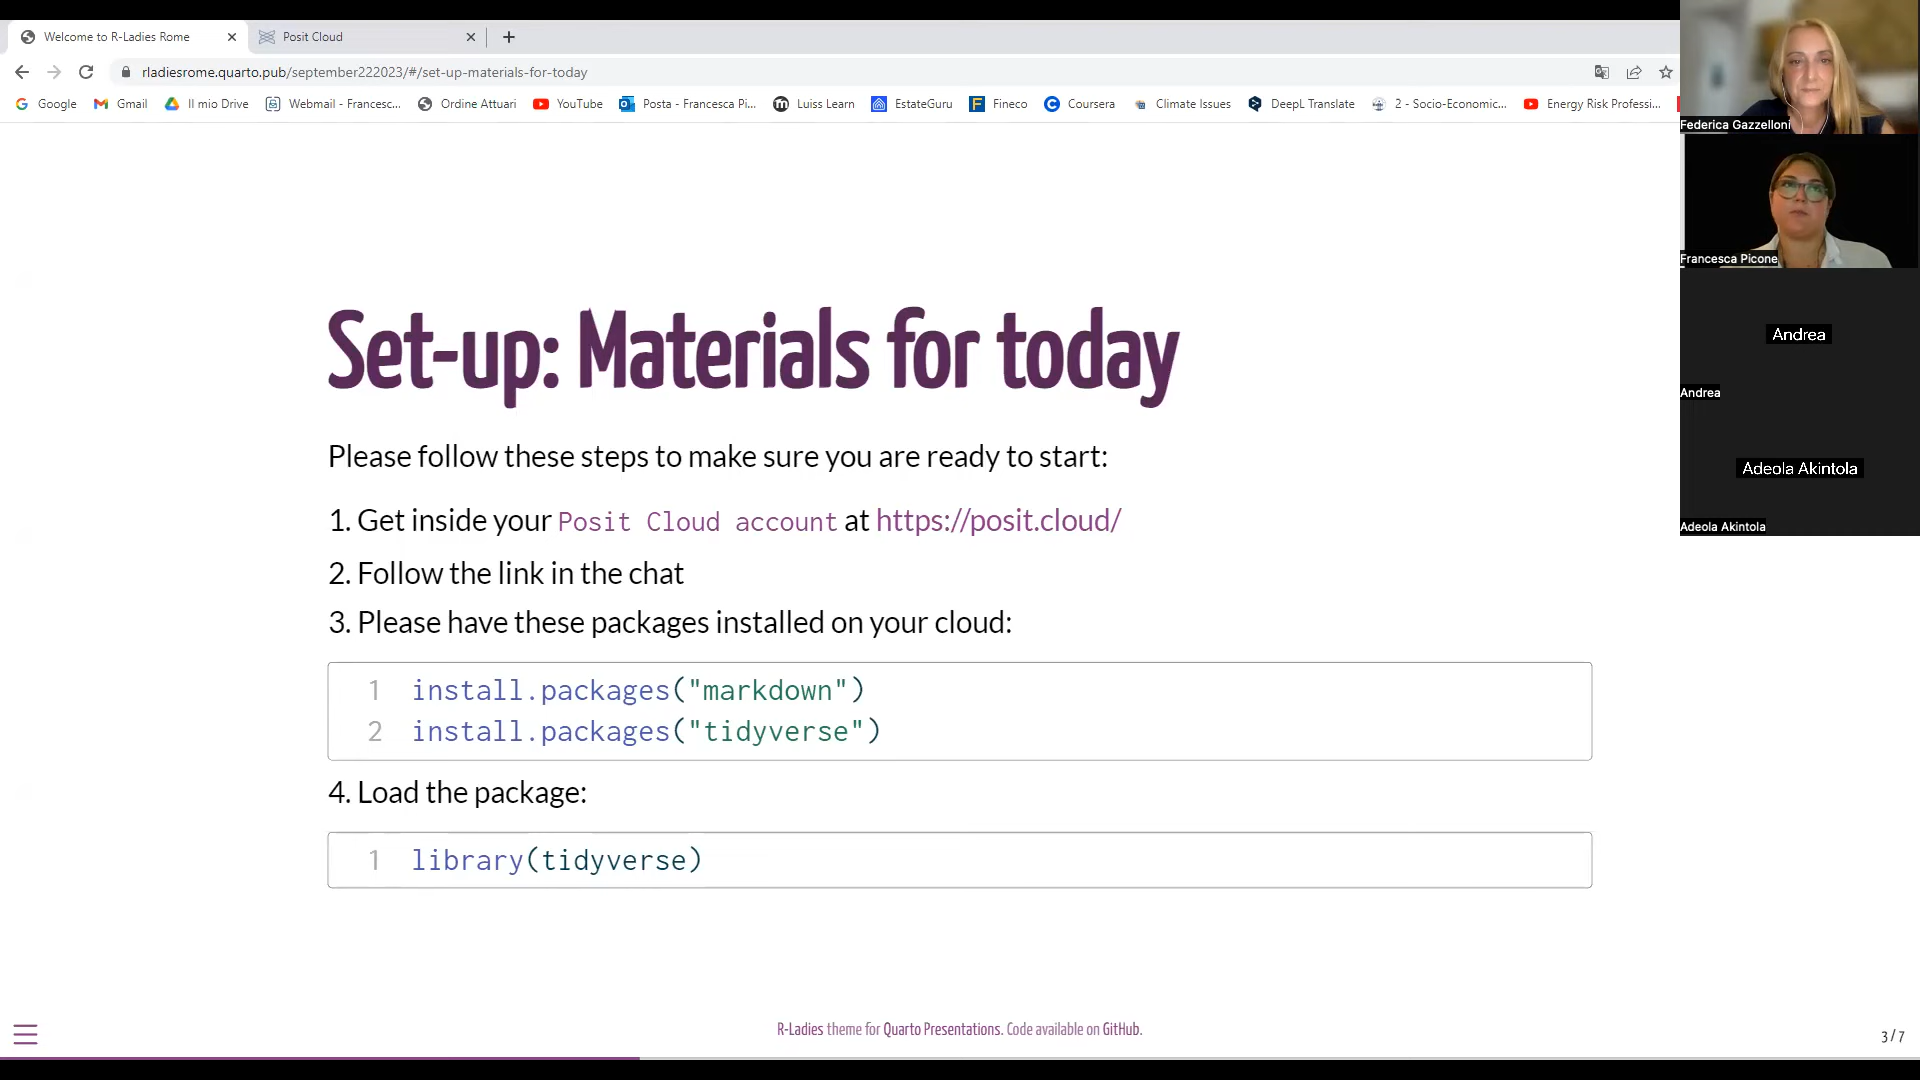 Welcome to R-Ladies Rome
Posit Cloud
rladiesrome.quarto.pub/september222023/#/set-up-materials-for-today
Google
Gmail
Il mio Drive
Webmail - Francesc...
Ordine Attuari
YouTube
Posta - Francesca Pi...
Luiss Learn
EstateGuru
Fineco
Coursera
Climate Issues
DeepL Translate
2 - Socio-Economic...
Energy Risk Professi...
Federica Gazzelloni
Francesca Picone
Andrea
Andrea
Adeola Akintola
Adeola Akintola
Set-up: Materials for today
Please follow these steps to make sure you are ready to start:
1. Get inside your Posit Cloud account at https://posit.cloud/
2. Follow the link in the chat
3. Please have these packages installed on your cloud:
1 install.packages("markdown")
2 install.packages("tidyverse")
4. Load the package:
1 library(tidyverse)
R-Ladies theme for Quarto Presentations. Code available on GitHub.
3 / 7